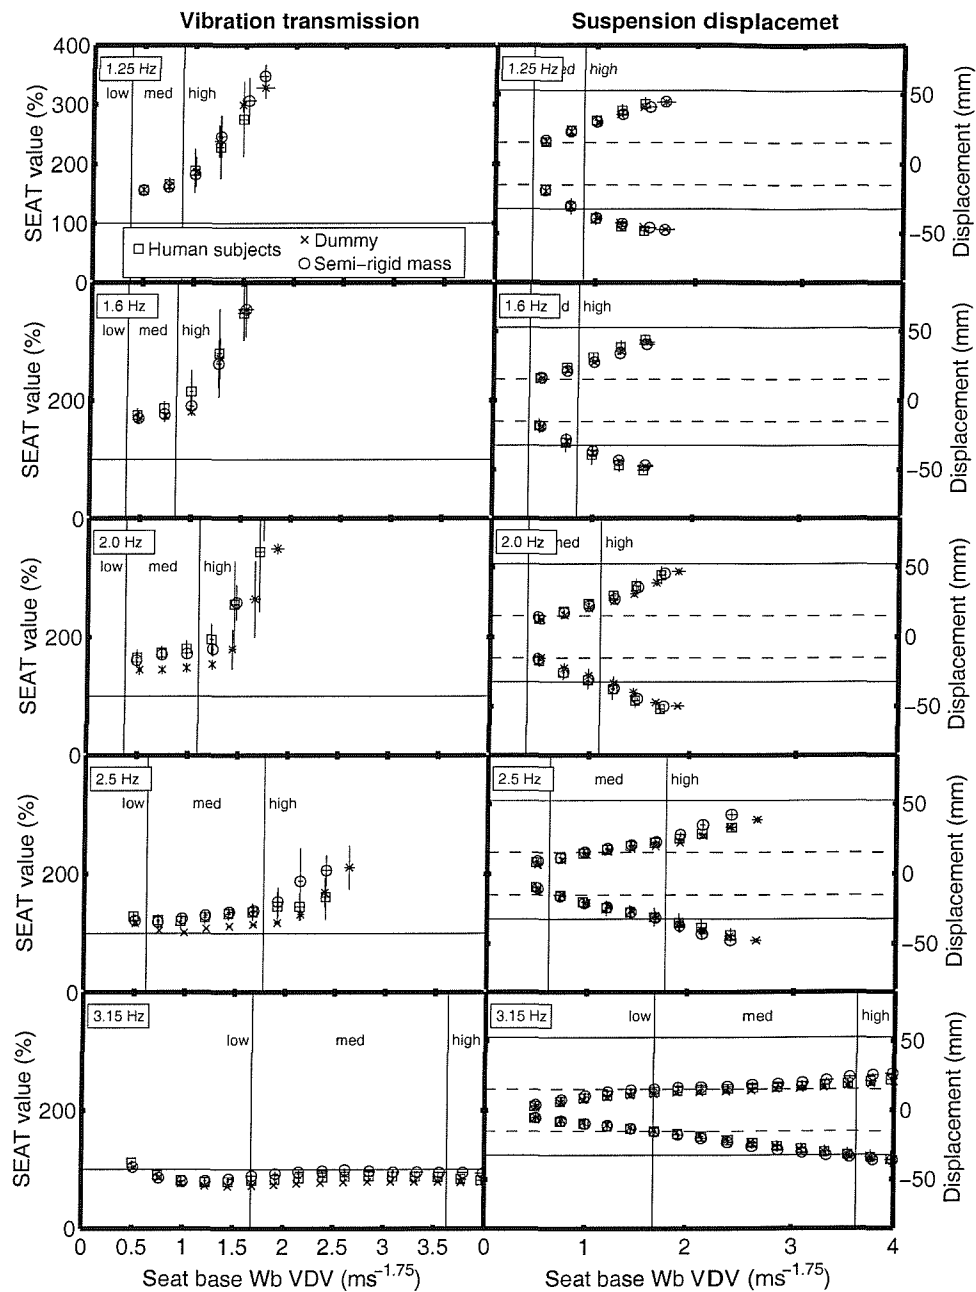 Vibration transmission
Suspension displacemet
400
300
200
100
0
SEAT value (%)
1.25 Hz
low
med
high
Human subjects
Dummy
Semi-rigid mass
1.25 Hz
ed
high
50
0
−50
Displacement (mm)
200
0
SEAT value (%)
1.6 Hz
low
med
high
1.6 Hz
d
high
50
0
−50
Displacement (mm)
200
0
SEAT value (%)
2.0 Hz
low
med
high
2.0 Hz
ned
high
50
0
−50
Displacement (mm)
200
0
SEAT value (%)
2.5 Hz
low
med
high
2.5 Hz
med
high
50
0
−50
Displacement (mm)
200
0
SEAT value (%)
3.15 Hz
low
med
high
3.15 Hz
low
med
high
50
0
−50
Displacement (mm)
0 0.5 1 1.5 2 2.5 3 3.5 0 1 2 3 4
Seat base Wb VDV (ms−1.75)
Seat base Wb VDV (ms−1.75)